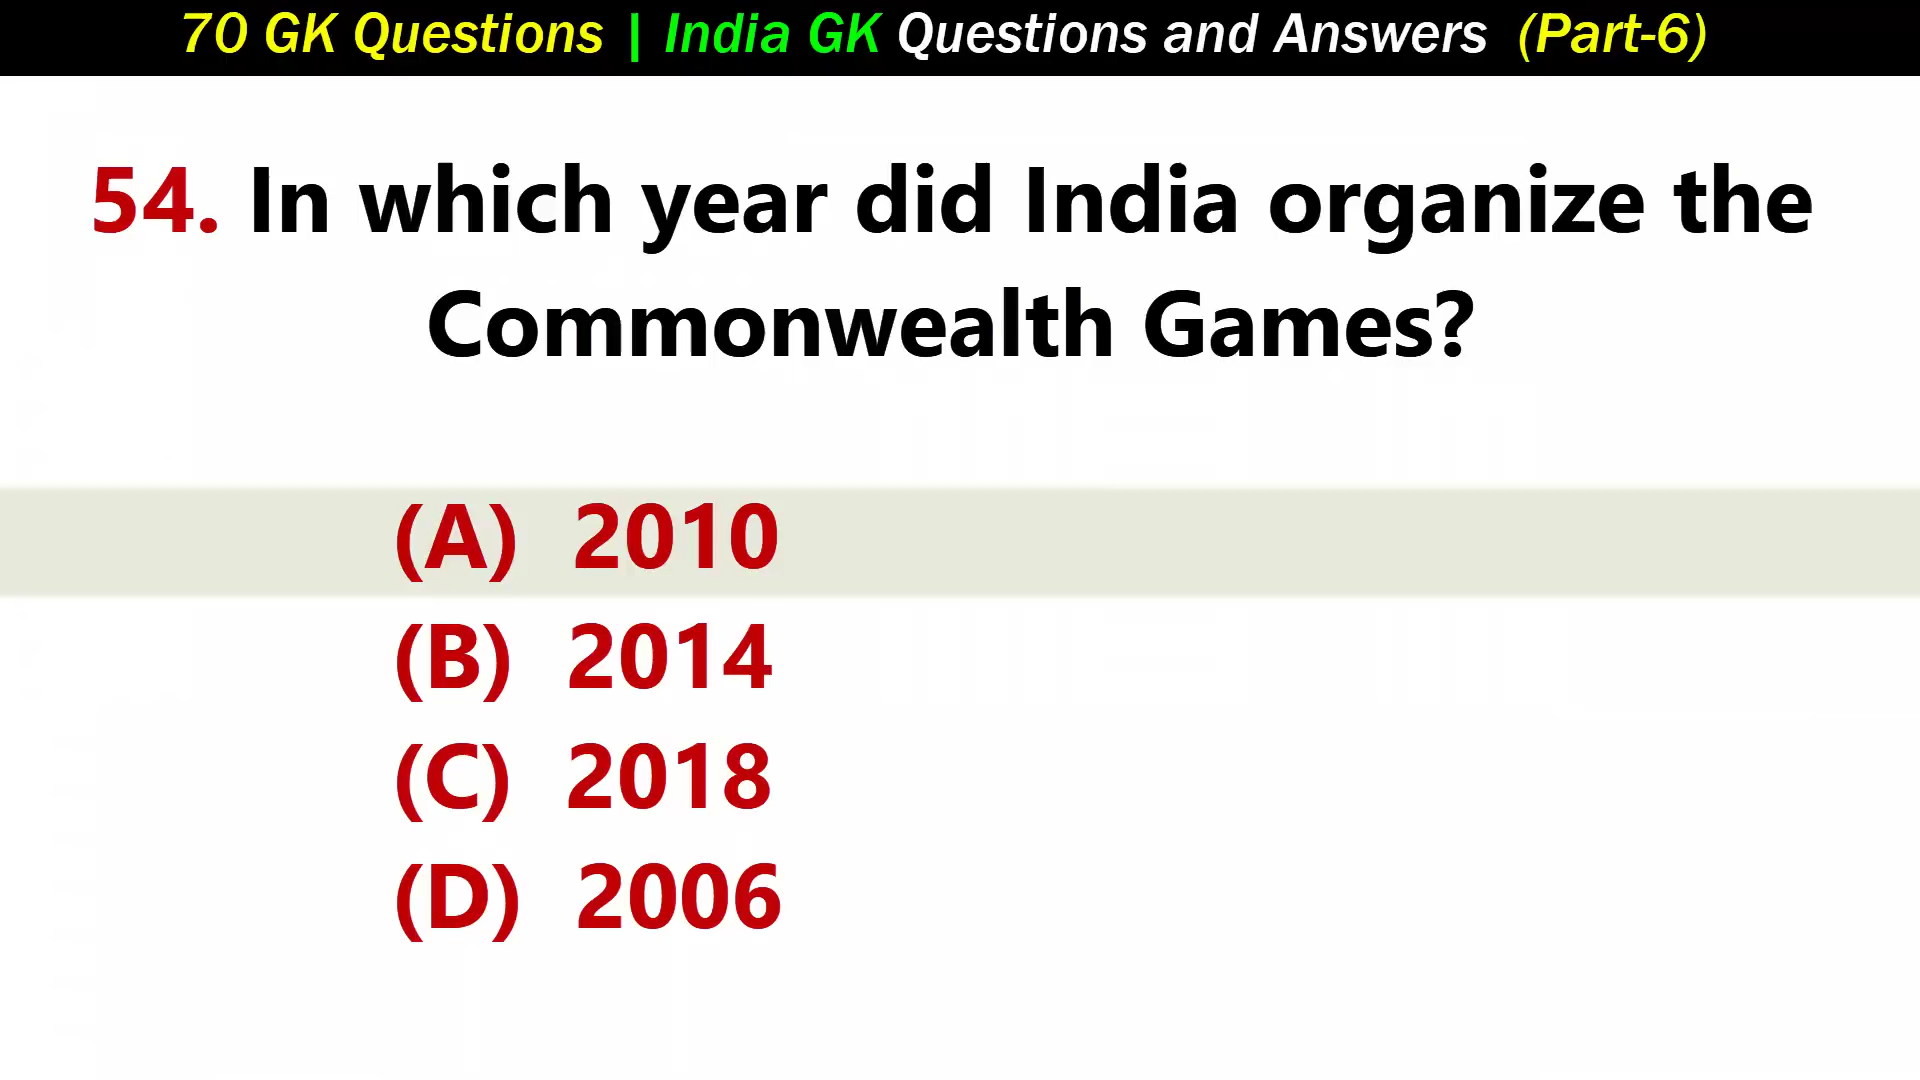 70 GK Questions | India GK Questions and Answers (Part-6)
54. In which year did India organize the
Commonwealth Games?
(A) 2010
(B) 2014
(C) 2018
(D) 2006